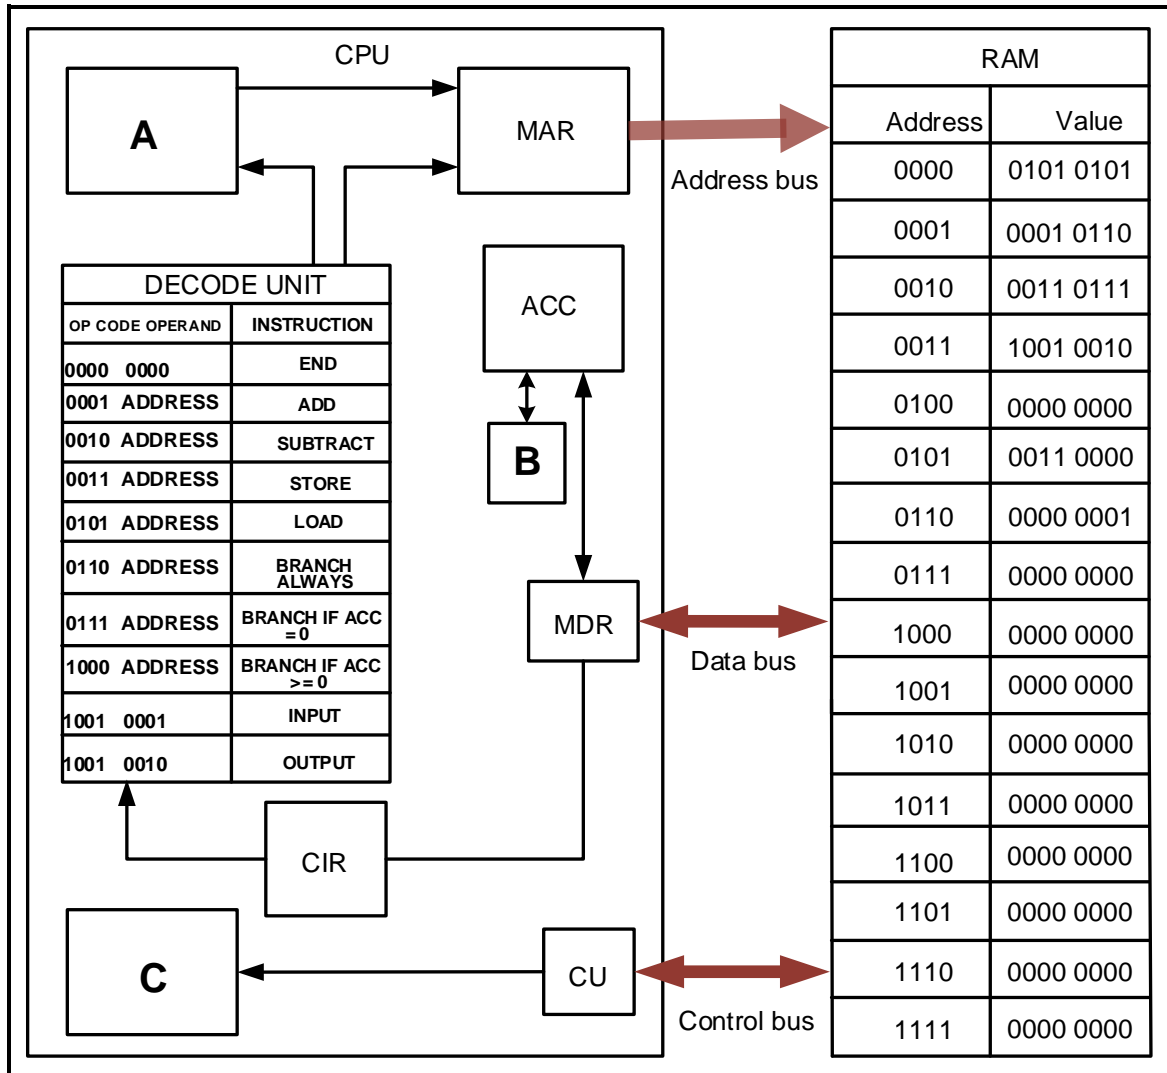 CPU
A
MAR
Address bus
DECODE UNIT
OP CODE OPERAND INSTRUCTION
0000 0000 END
0001 ADDRESS ADD
0010 ADDRESS SUBTRACT
0011 ADDRESS STORE
0101 ADDRESS LOAD
0110 ADDRESS BRANCH
ALWAYS
0111 ADDRESS BRANCH IF ACC
=0
1000 ADDRESS BRANCH IF ACC
>=0
1001 0001 INPUT
1001 0010 OUTPUT
ACC
B
MDR
Data bus
CIR
C
CU
Control bus
RAM
Address Value
0000 0101 0101
0001 0001 0110
0010 0011 0111
0011 1001 0010
0100 0000 0000
0101 0011 0000
0110 0000 0001
0111 0000 0000
1000 0000 0000
1001 0000 0000
1010 0000 0000
1011 0000 0000
1100 0000 0000
1101 0000 0000
1110 0000 0000
1111 0000 0000